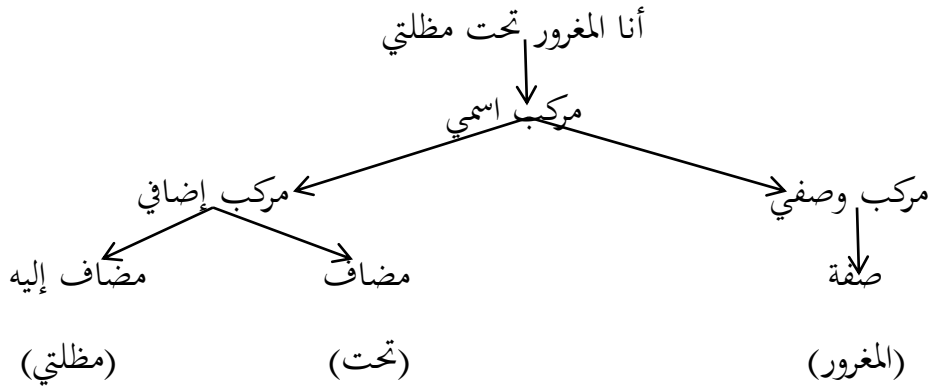 أنا المغرور تحت مظلتي
مركب اسمي
مركب وصفي مركب إضافي
صفة مضاف مضاف إليه
(المغرور) (تحت) (مظلتي)